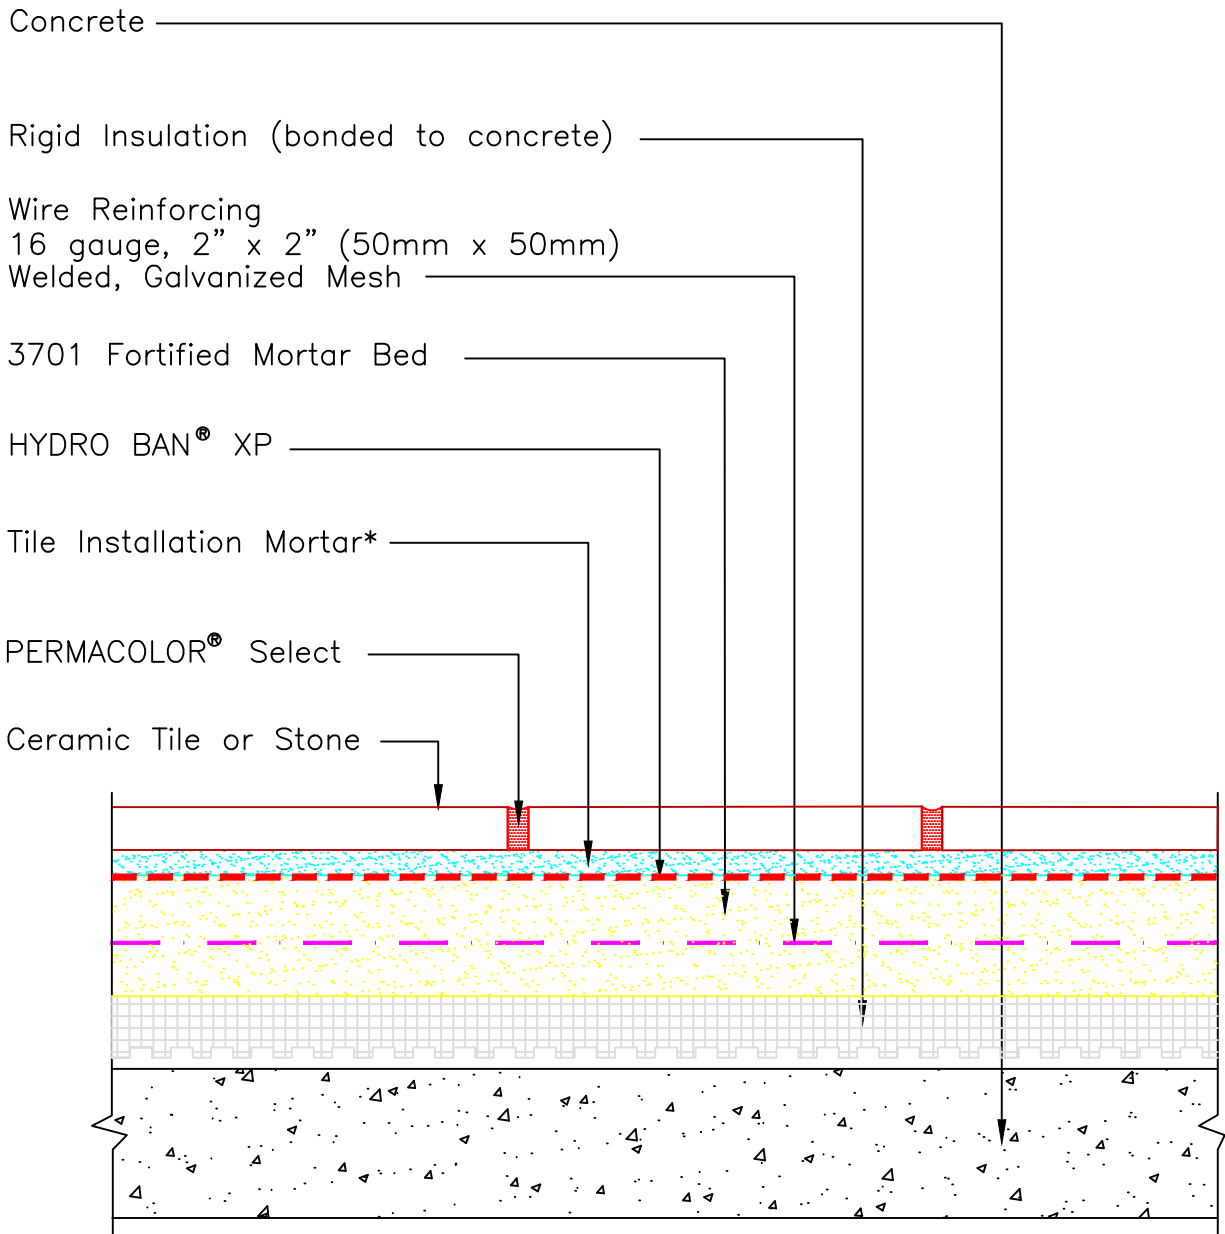 Concrete
Rigid Insulation (bonded to concrete)
Wire Reinforcing
16 gauge, 2” x 2” (50mm x 50mm)
Welded, Galvanized Mesh
3701 Fortified Mortar Bed
HYDRO BAN® XP
Tile Installation Mortar*
PERMACOLOR® Select
Ceramic Tile or Stone